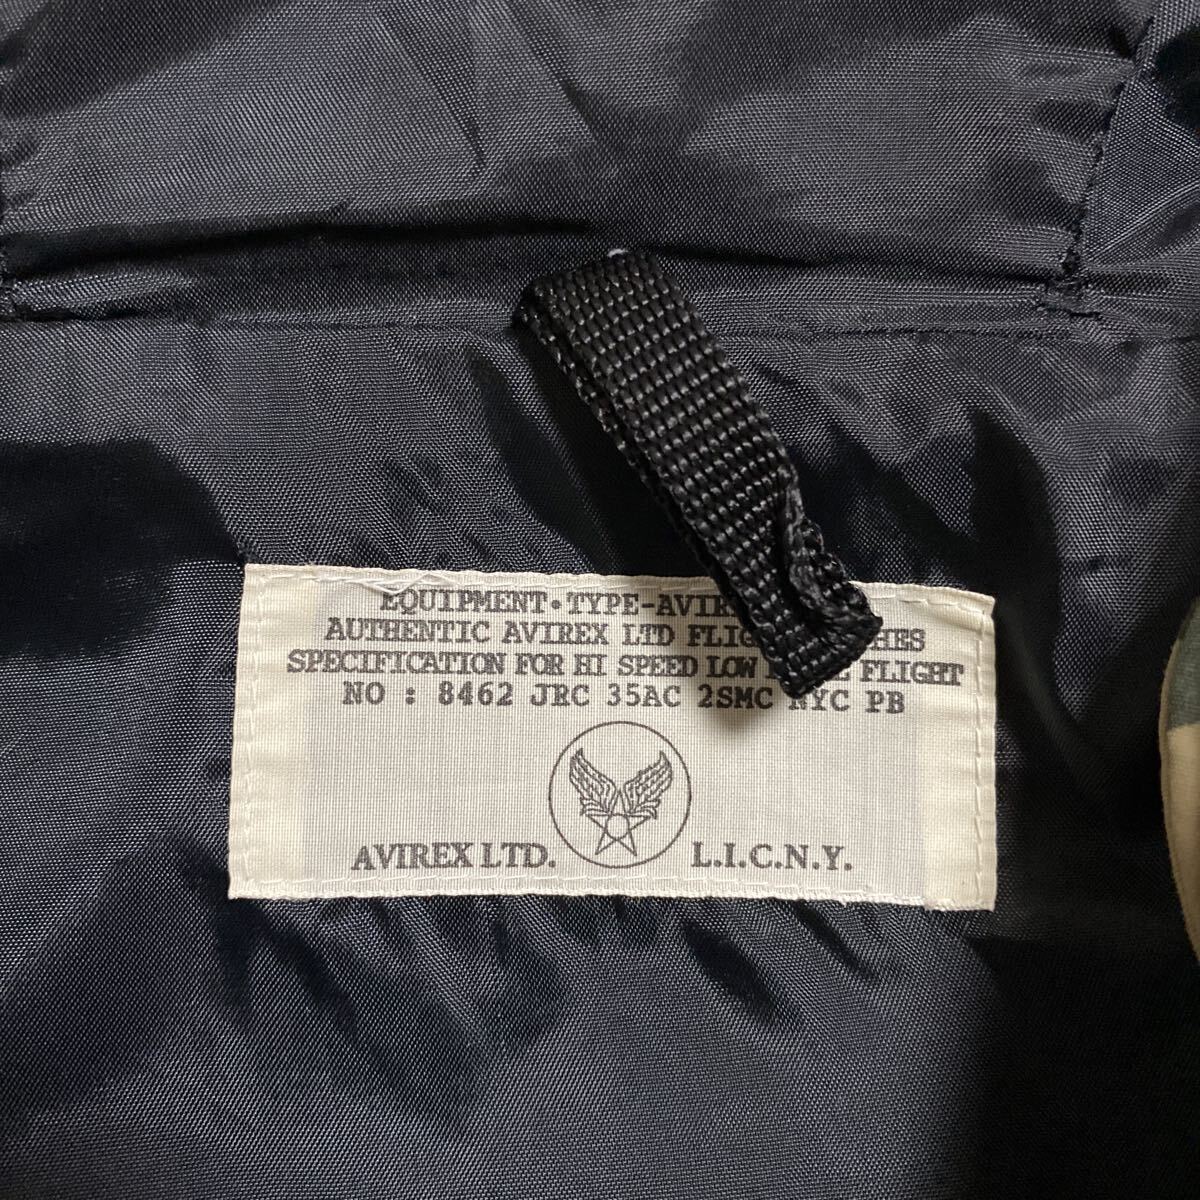 EQUIPMENT•TYPE-
AUTHENTIC AVIREX LTD
SPECIFICATION FOR HI SPEED LOW FLIGHT
NO : 8462 JRC 35AC 2SMC NYC PB
AVIREX LTD. L.I.C.N.Y.